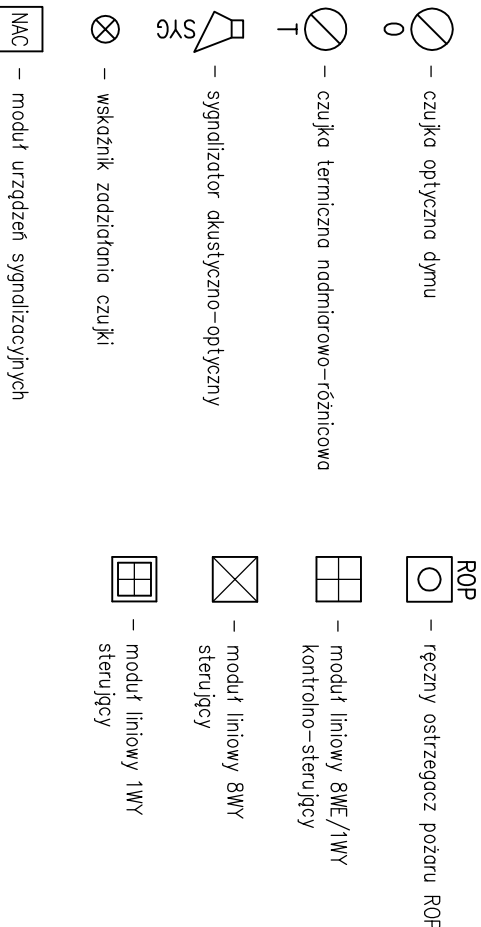 O
– czujka optyczna dymu
T
– czujka termiczna nadmiarowo–różnicowa
SYG
– sygnalizator akustyczno–optyczny
– wskaźnik zadziałania czujki
NAC
– moduł urządzeń sygnalizacyjnych
ROP
– ręczny ostrzegacz pożaru ROP
– moduł liniowy 8WE/1WY
kontrolno–sterujący
– moduł liniowy 8WY
sterujący
– moduł liniowy 1WY
sterujący